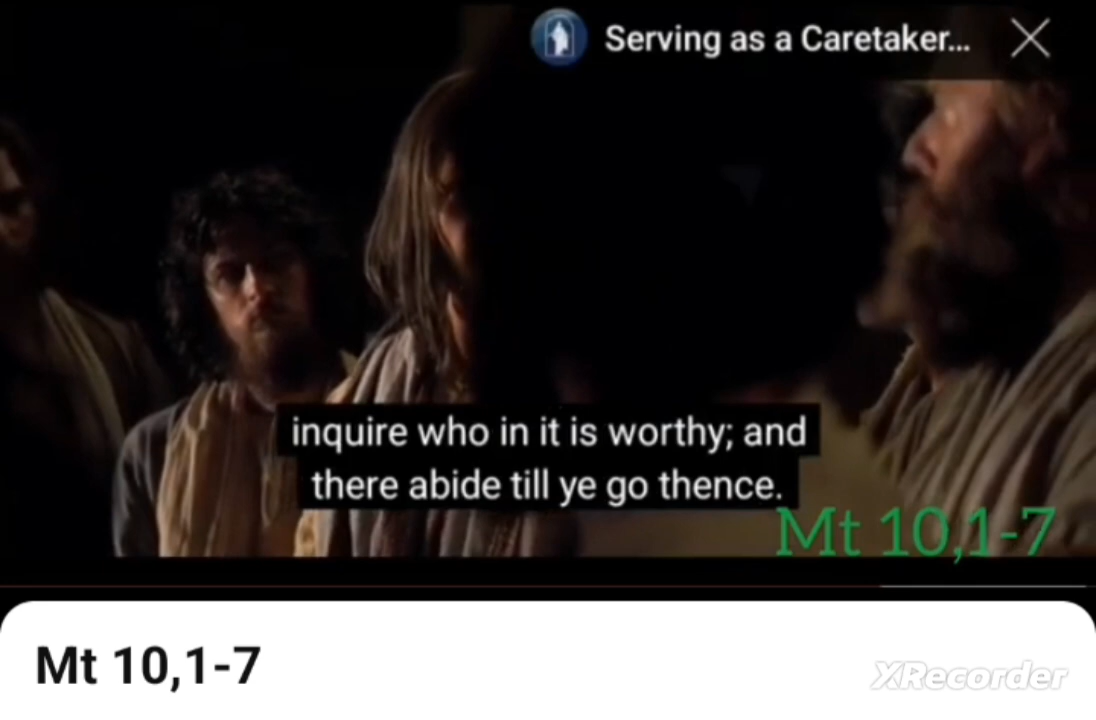 Serving as a Caretaker...
inquire who in it is worthy; and
there abide till ye go thence.
Mt 10,1-7
Mt 10,1-7
XRecorder